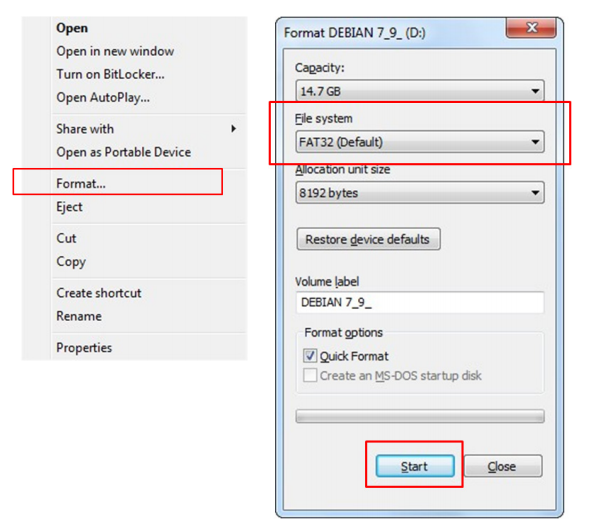 Open
Open in new window
Turn on BitLocker...
Open AutoPlay...
Share with
Open as Portable Device
Format...
Eject
Cut
Copy
Create shortcut
Rename
Properties
Format DEBIAN 7_9_ (D:)
Capacity:
14.7 GB
File system
FAT32 (Default)
Allocation unit size
8192 bytes
Restore device defaults
Volume label
DEBIAN 7_9_
Format options
Quick Format
Create an MS-DOS startup disk
Start
Close